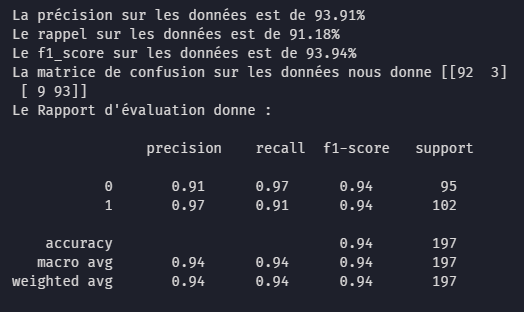 La précision sur les données est de 93.91%
Le rappel sur les données est de 91.18%
Le f1_score sur les données est de 93.94%
La matrice de confusion sur les données nous donne [[92  3]
 [ 9 93]]
Le Rapport d'évaluation donne :
precision    recall  f1-score   support
0       0.91      0.97      0.94        95
1       0.97      0.91      0.94       102
accuracy                           0.94       197
macro avg       0.94      0.94      0.94       197
weighted avg       0.94      0.94      0.94       197